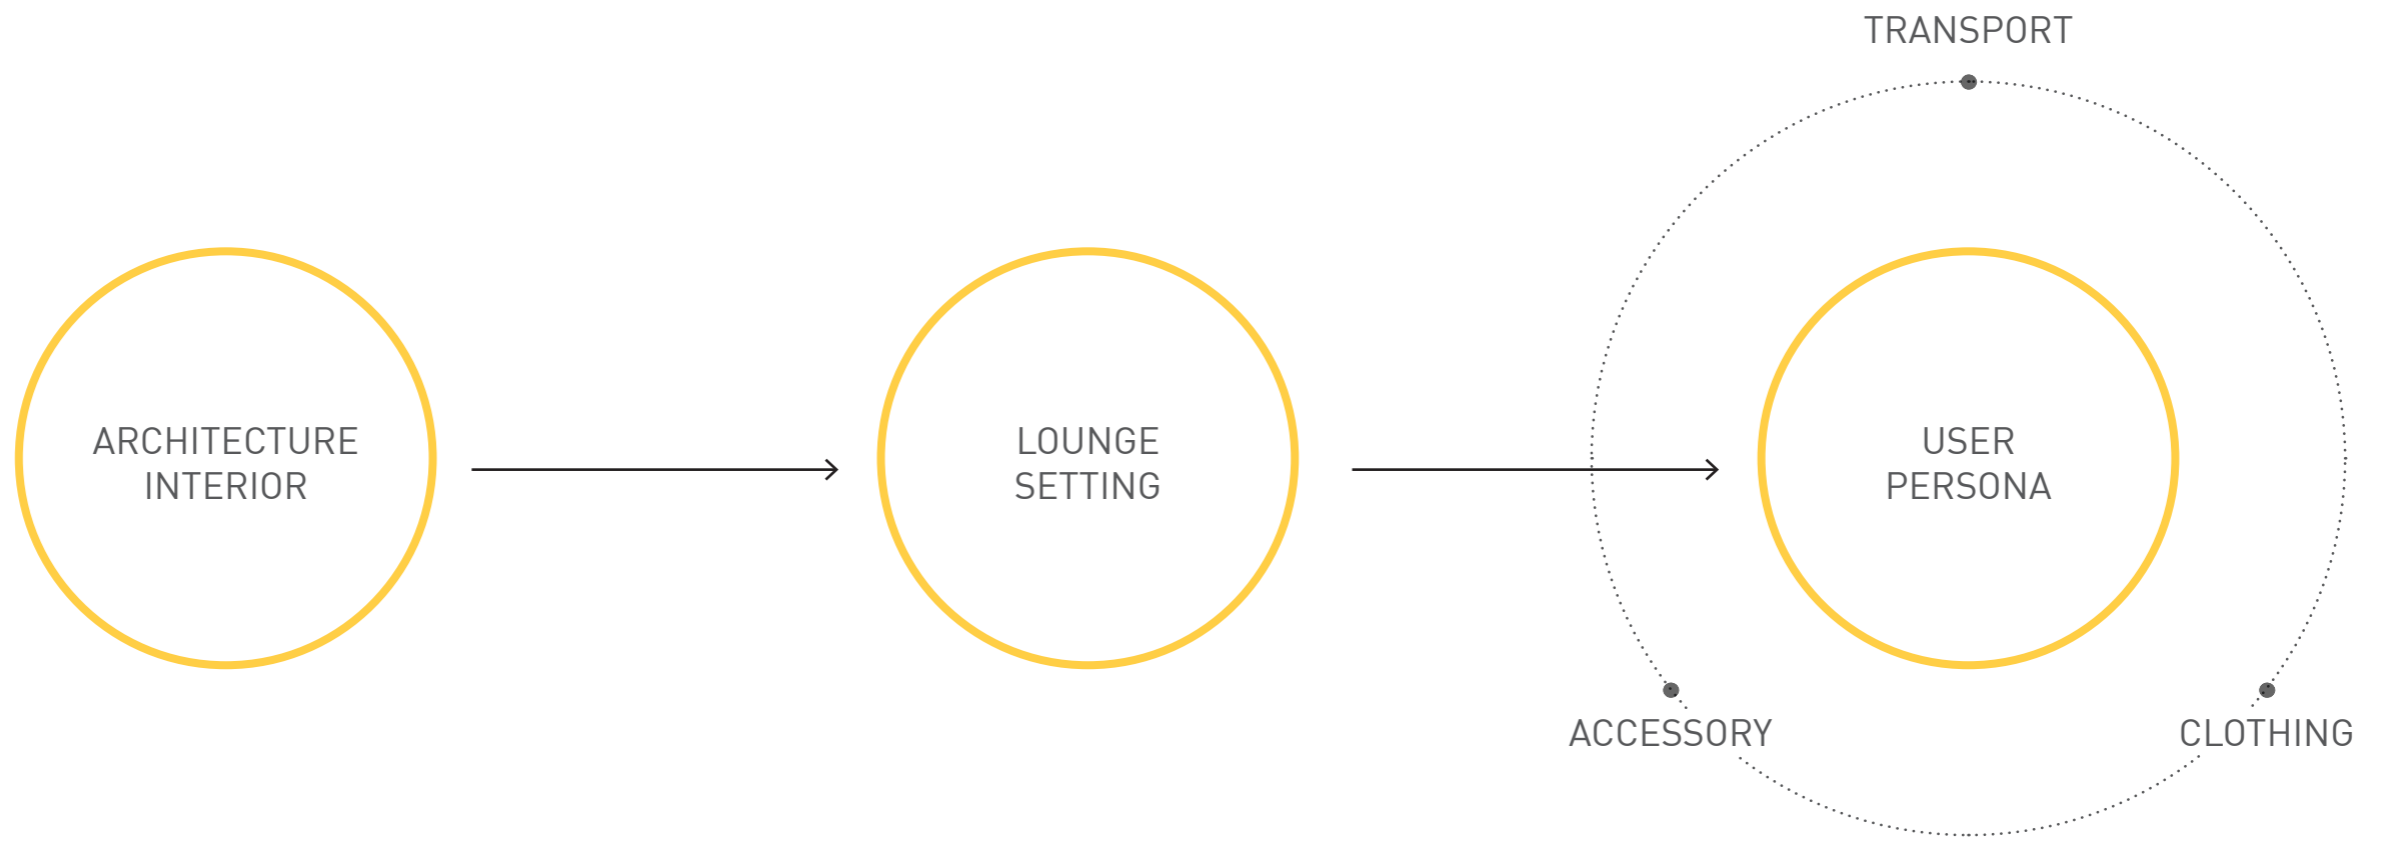 TRANSPORT
ARCHITECTURE
INTERIOR
LOUNGE
SETTING
USER
PERSONA
ACCESSORY
CLOTHING